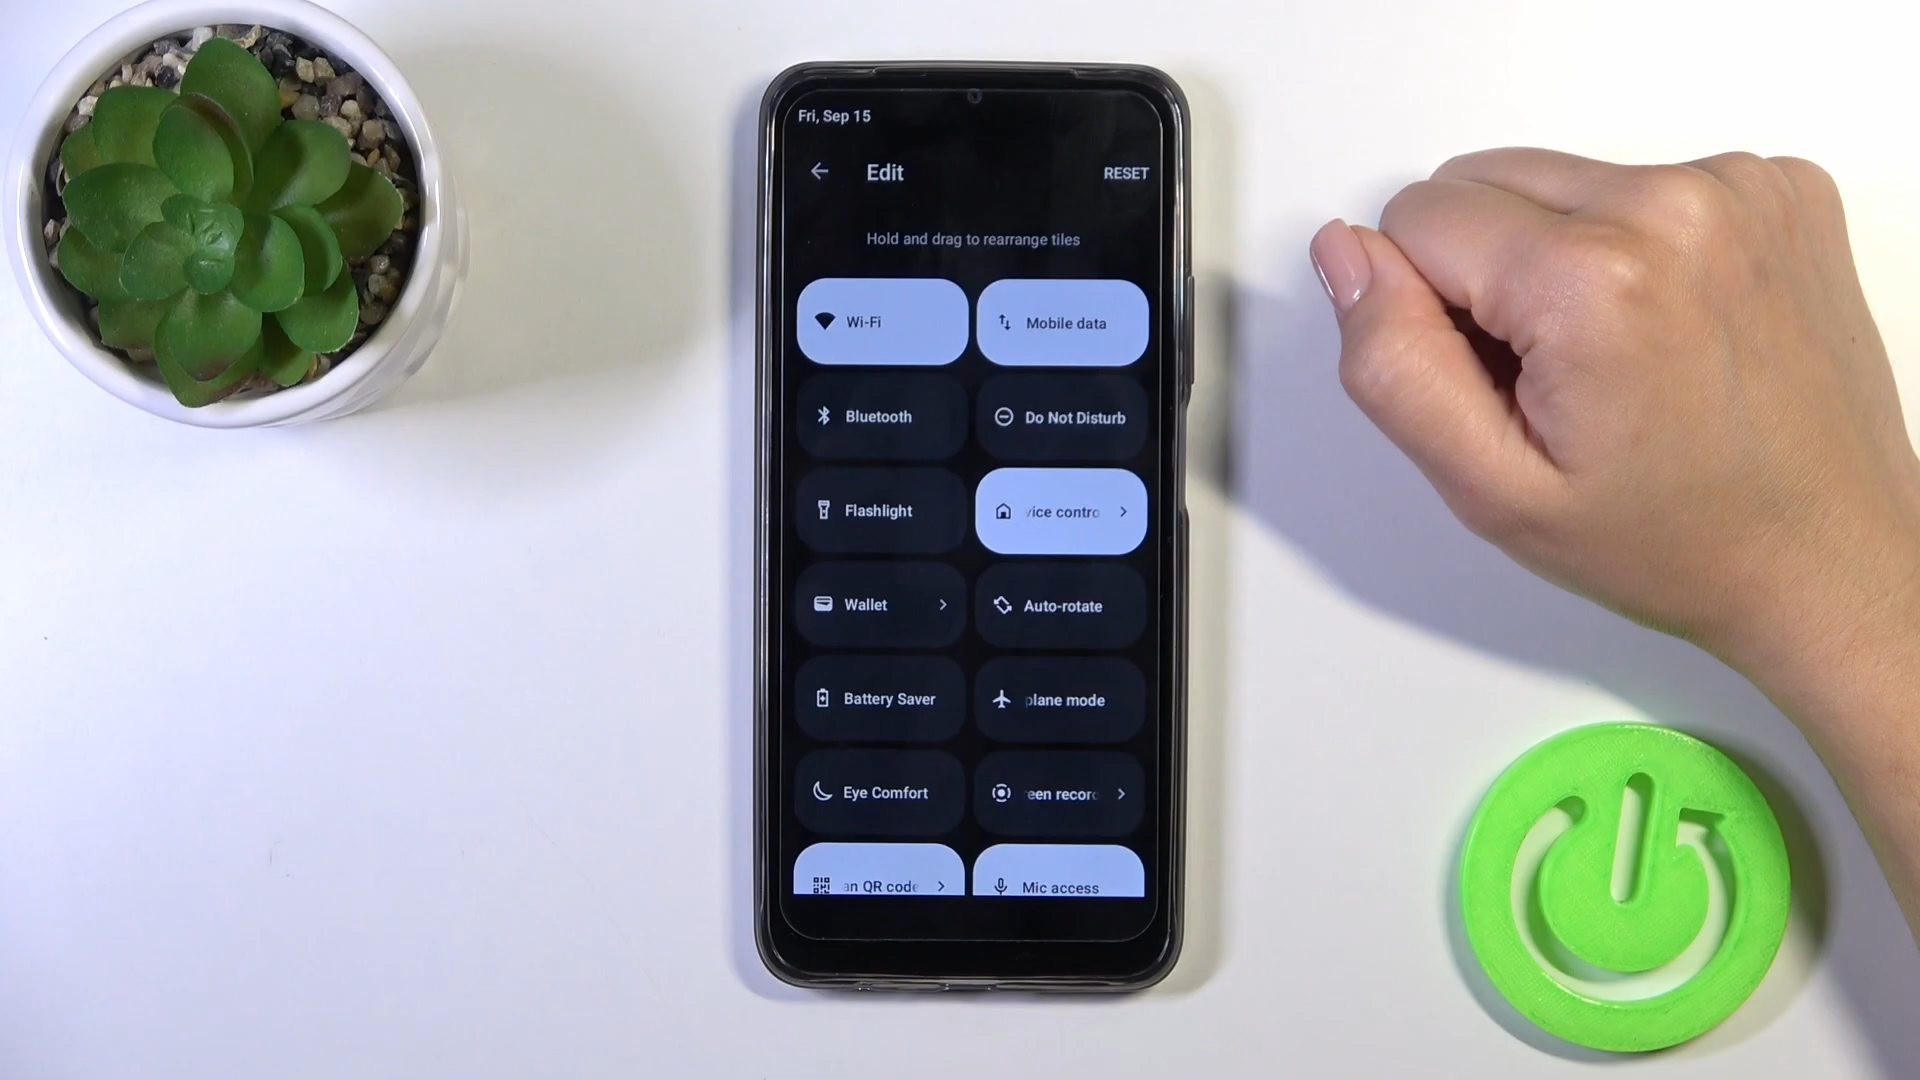 Fri, Sep 15
Edit
RESET
Hold and drag to rearrange tiles
Wi-Fi
Mobile data
Bluetooth
Do Not Disturb
Flashlight
vice contro
Wallet
Auto-rotate
Battery Saver
plane mode
Eye Comfort
een recor
an QR code
Mic access